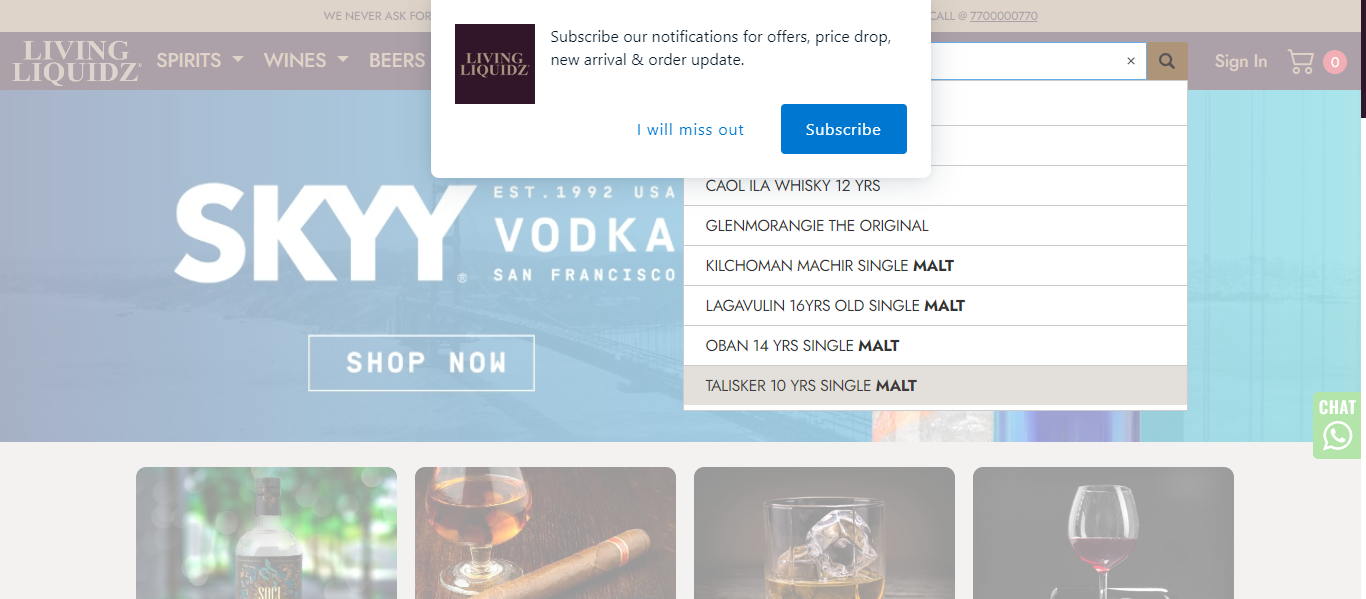 WE NEVER ASK FOR
CALL @ 7700000770
LIVING
LIQUIDZ
SPIRITS
WINES
BEERS
×
Sign In
0
LIVING
LIQUIDZ
Subscribe our notifications for offers, price drop,
new arrival & order update.
I will miss out
Subscribe
CAOL ILA WHISKY 12 YRS
GLENMORANGIE THE ORIGINAL
KILCHOMAN MACHIR SINGLE MALT
LAGAVULIN 16YRS OLD SINGLE MALT
OBAN 14 YRS SINGLE MALT
TALISKER 10 YRS SINGLE MALT
SKYY®
EST.1992 USA
VODKA
SAN FRANCISCO
SHOP NOW
CHAT